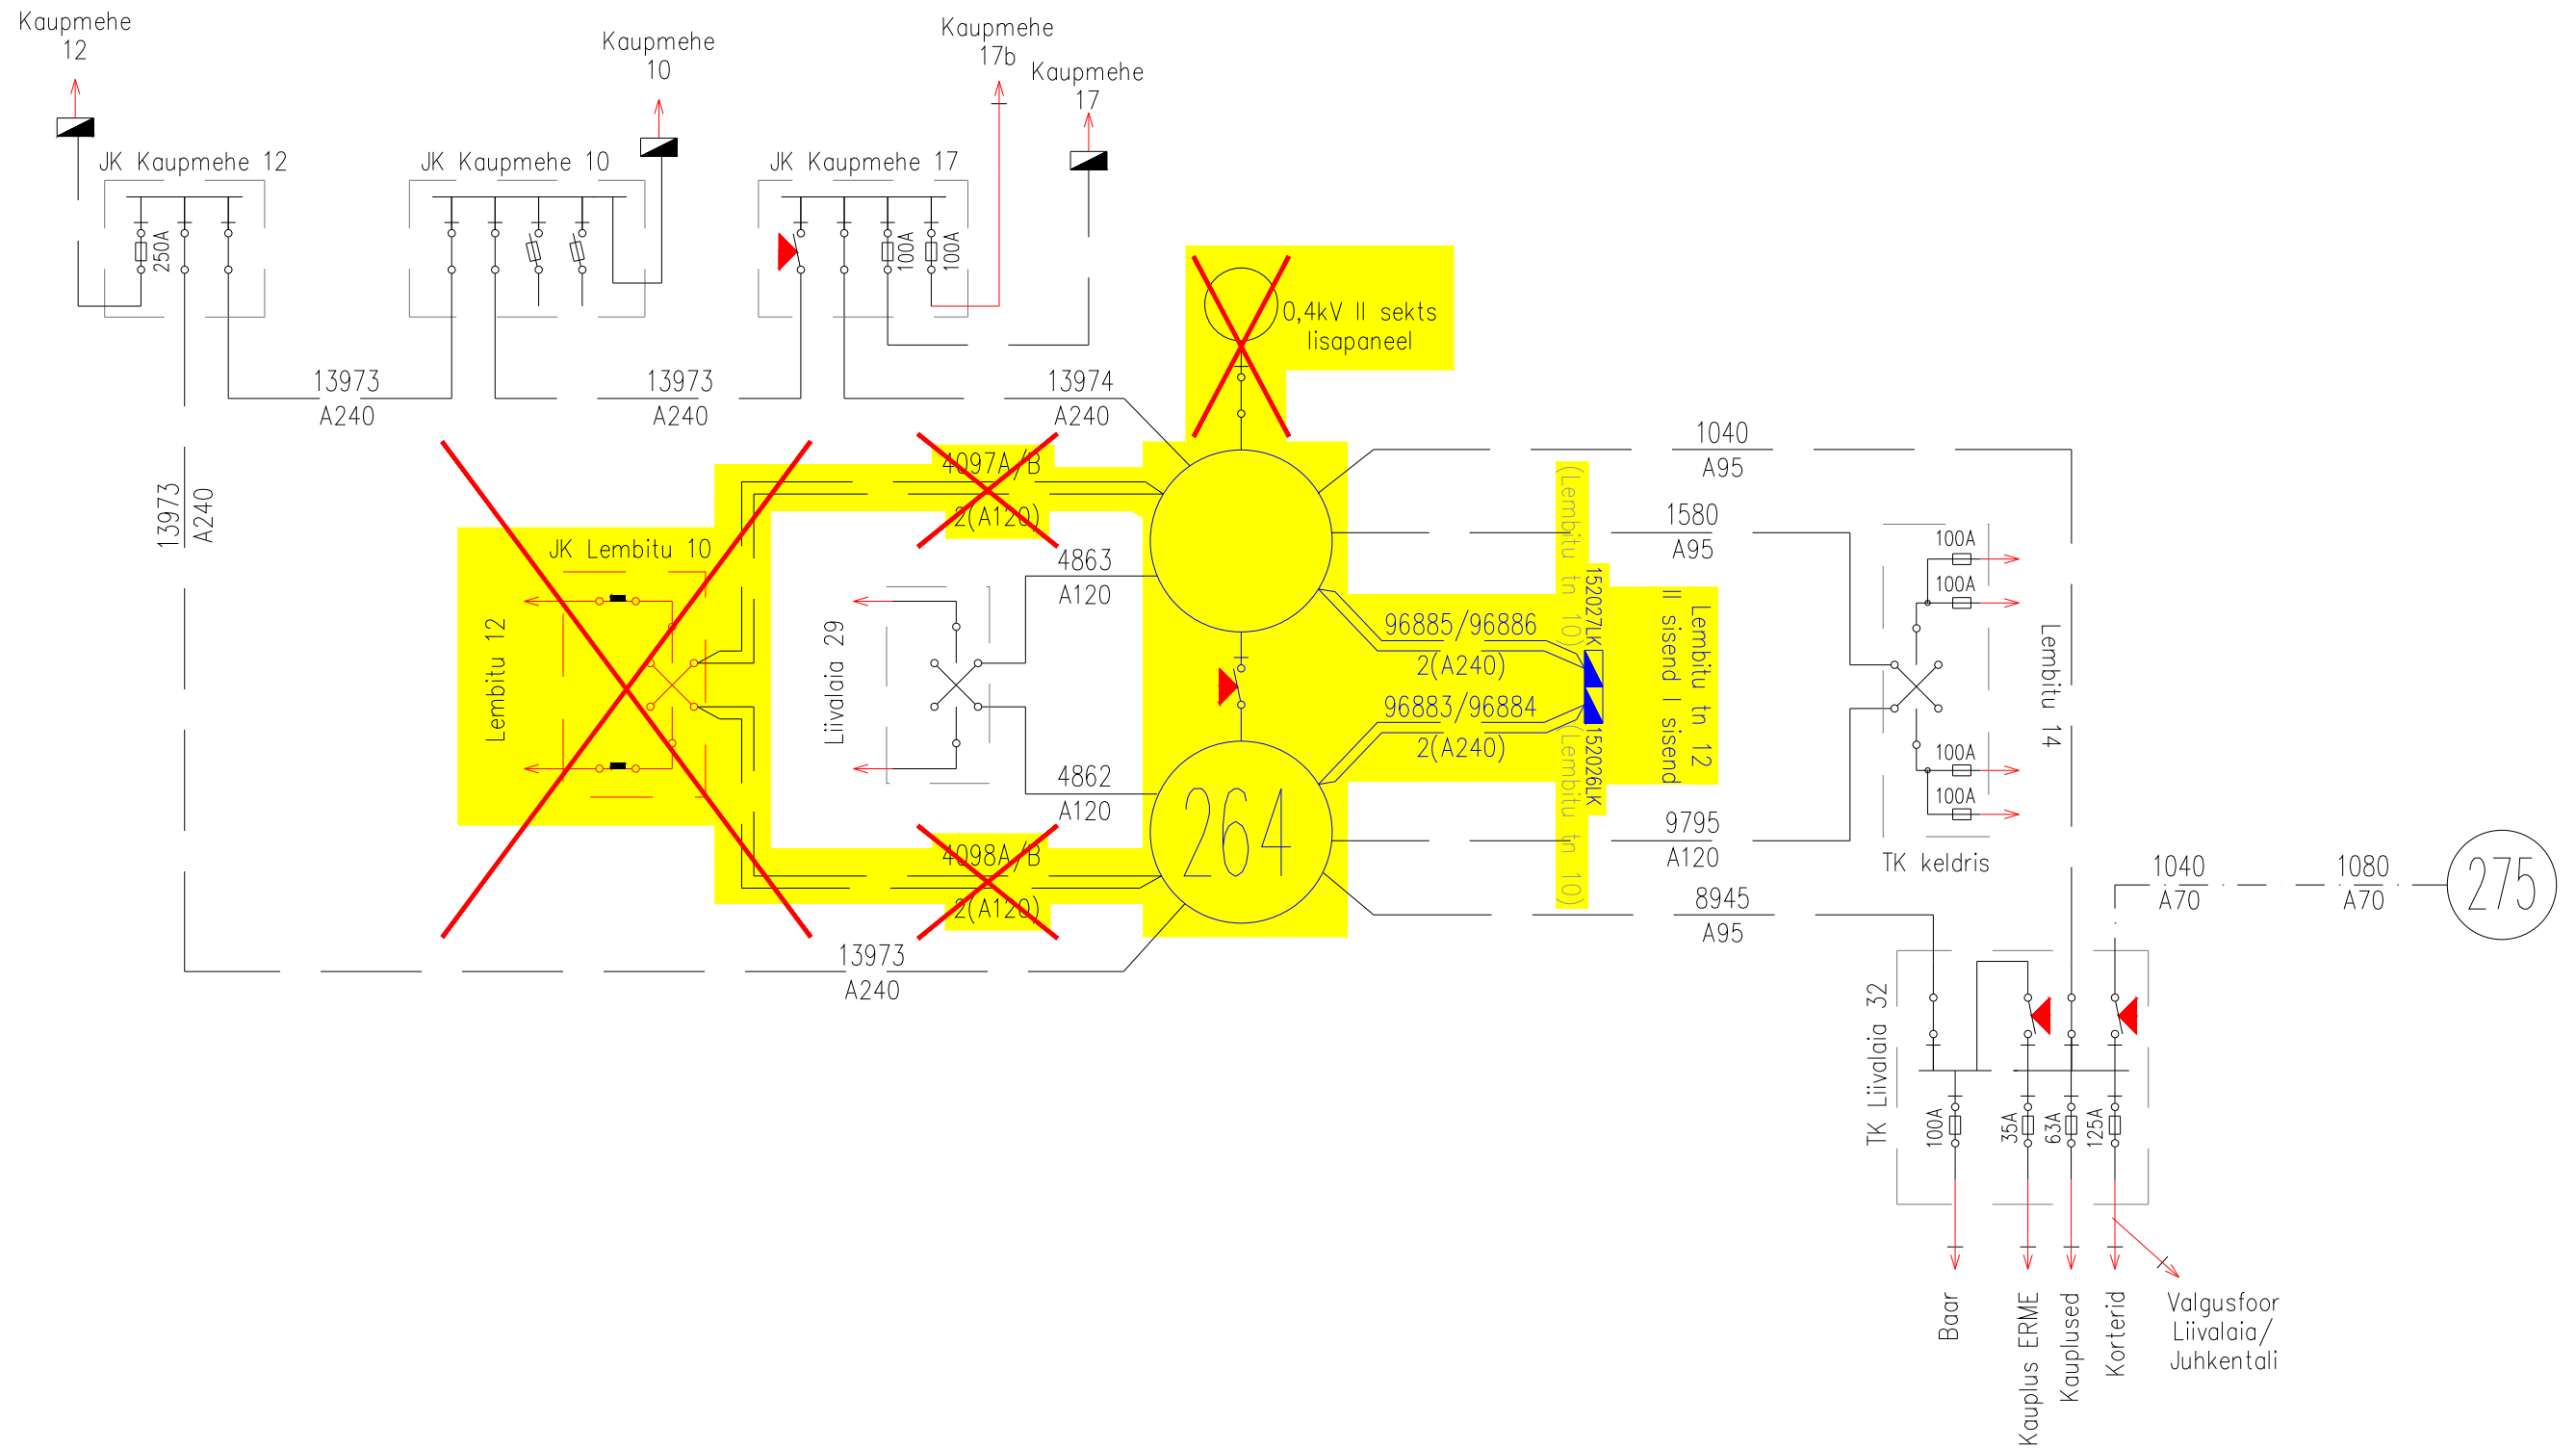 Kaupmehe
12
Kaupmehe
10
Kaupmehe
17b
Kaupmehe
17
JK Kaupmehe 12
JK Kaupmehe 10
JK Kaupmehe 17
250A
100A
100A
0,4kV II sekts
lisapaneel
13973
A240
13973
A240
13974
A240
13973
A240
4097A/B
2(A120)
JK Lembitu 10
Lembitu 12
4863
A120
Liivalaia 29
4862
A120
4098A/B
2(A120)
13973
A240
264
1040
A95
1580
A95
(Lembitu tn 10)
152027LK
96885/96886
2(A240)
96883/96884
2(A240)
152026LK
(Lembitu tn 10)
Lembitu tn 12
II sisend I sisend
9795
A120
8945
A95
100A
100A
100A
100A
TK keldris
Lembitu 14
1040
A70
1080
A70
275
TK Liivalaia 32
100A
35A
63A
125A
Baar
Kauplus ERME
Kauplused
Korterid
Valgusfoor
Liivalaia/
Juhkentali